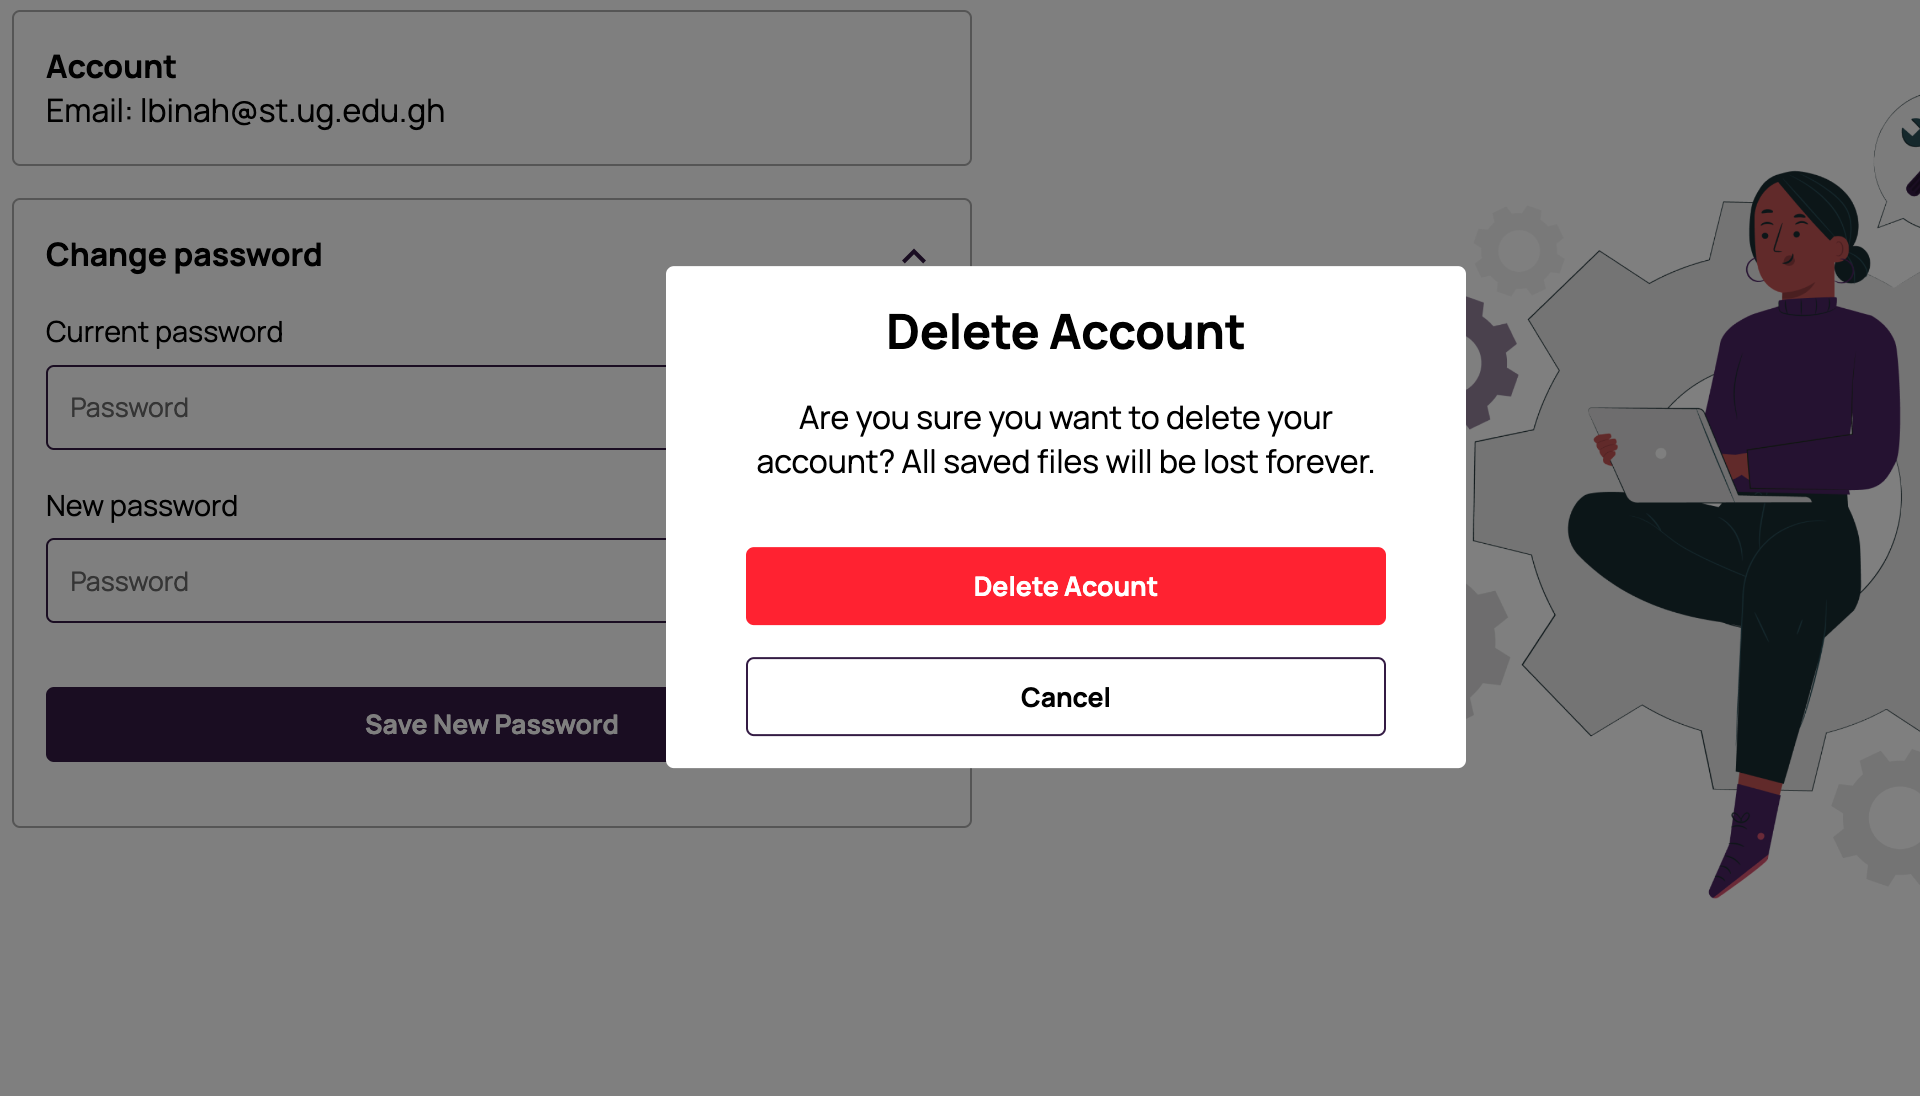 Account
Email: lbinah@st.ug.edu.gh
Change password
Current password
Password
New password
Password
Save New Password
Delete Account
Are you sure you want to delete your
account? All saved files will be lost forever.
Delete Acount
Cancel